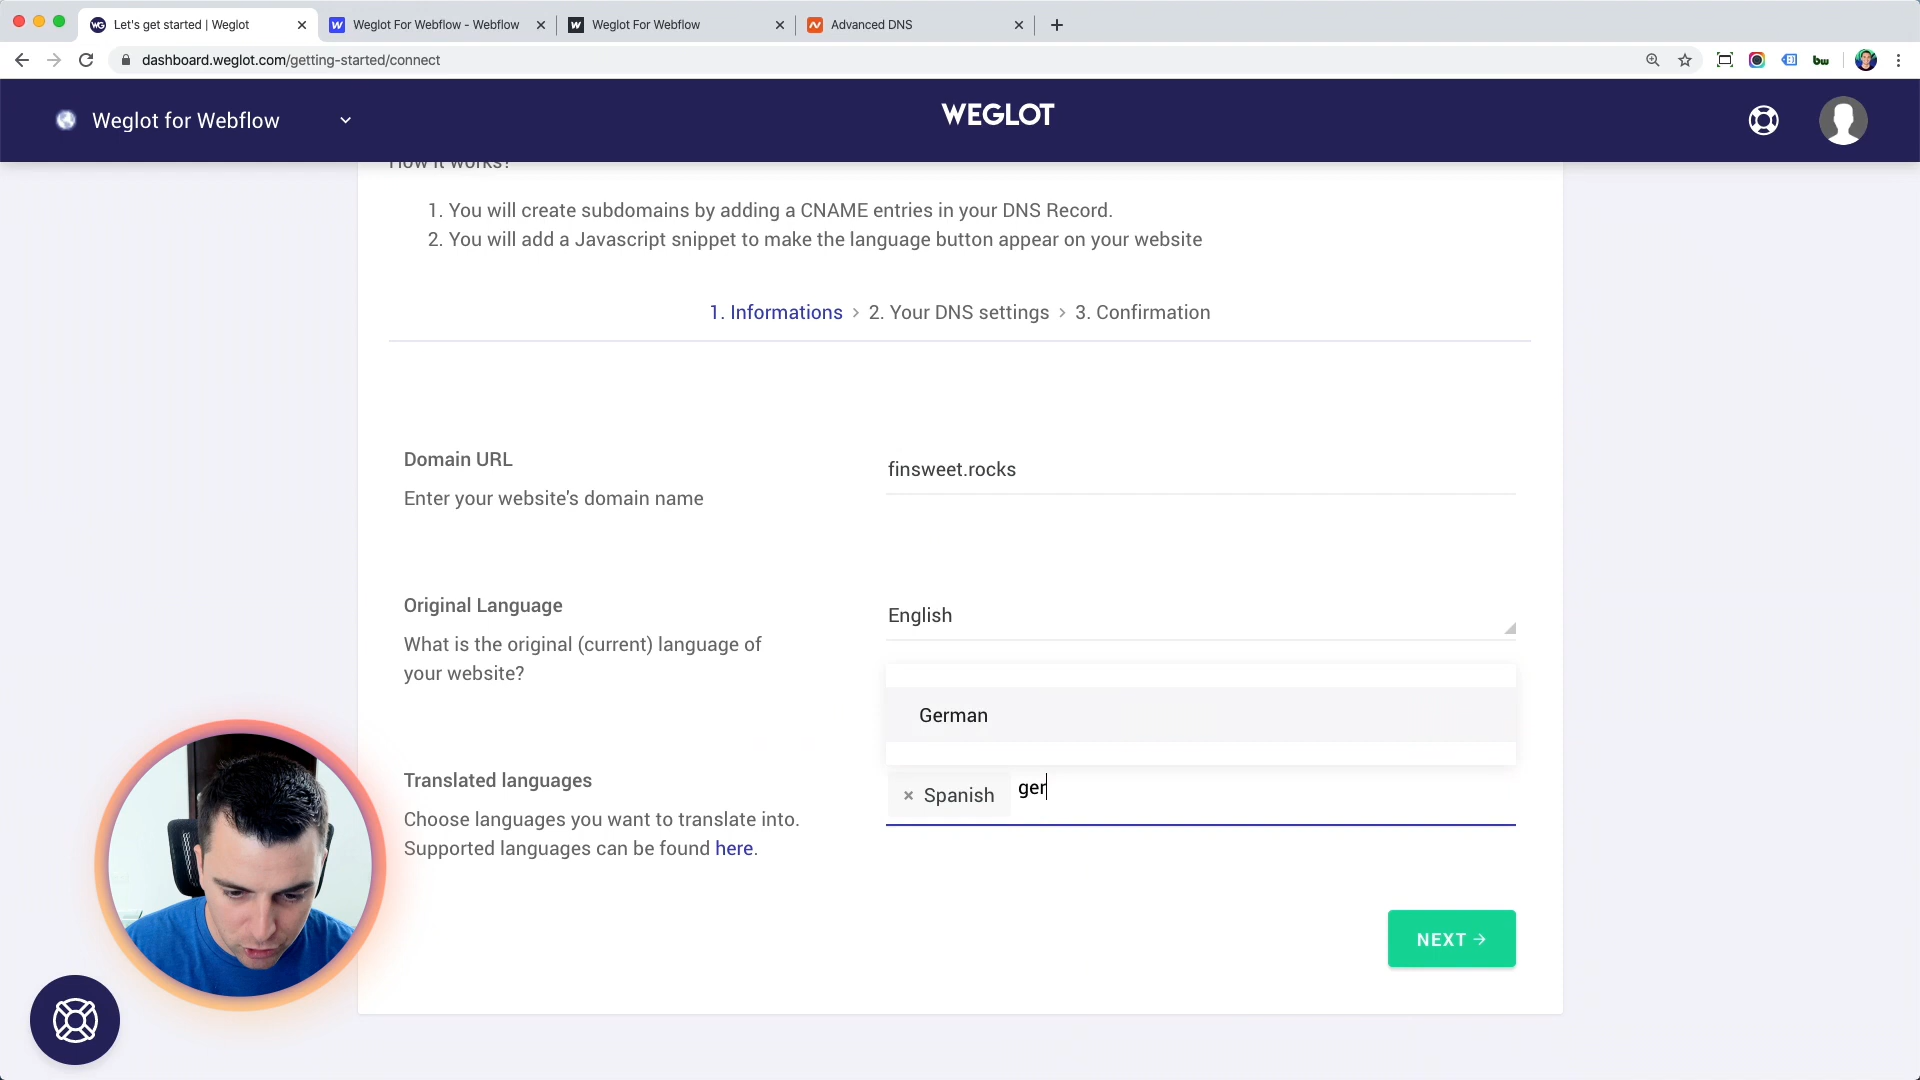 Let's get started | Weglot
Weglot For Webflow - Webflow
Weglot For Webflow
Advanced DNS
dashboard.weglot.com/getting-started/connect
bw
Weglot for Webflow
WEGLOT
How it works?
1. You will create subdomains by adding a CNAME entries in your DNS Record.
2. You will add a Javascript snippet to make the language button appear on your website
1. Informations > 2. Your DNS settings > 3. Confirmation
Domain URL
Enter your website's domain name
finsweet.rocks
Original Language
What is the original (current) language of
your website?
English
German
Translated languages
Choose languages you want to translate into.
Supported languages can be found here.
× Spanish ger
NEXT →